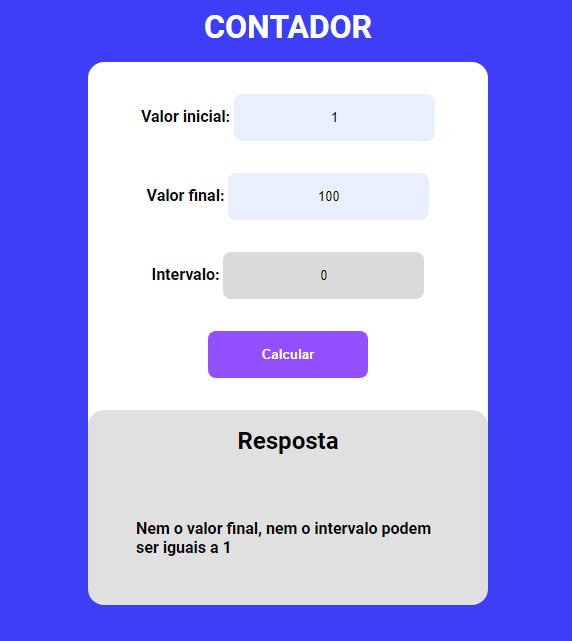 CONTADOR
Valor inicial: 1
Valor final: 100
Intervalo: 0
Calcular
Resposta
Nem o valor final, nem o intervalo podem
ser iguais a 1